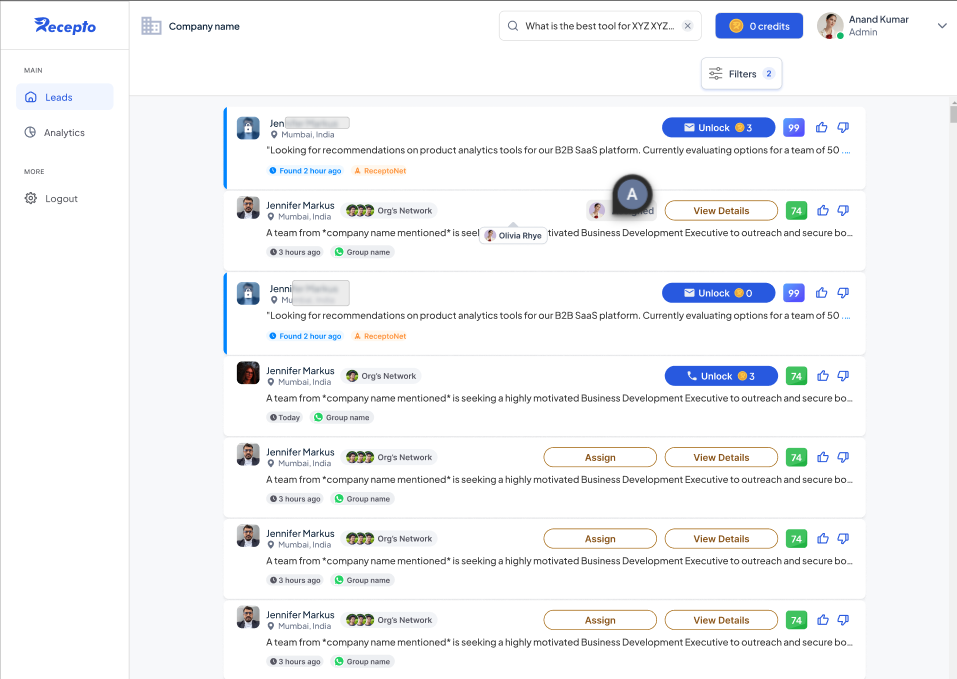 Recepto
Company name
What is the best tool for XYZ XYZ...
0 credits
Anand Kumar
Admin
Filters 2
MAIN
Leads
Analytics
MORE
Logout
Jen
Mumbai, India
Unlock 3
99
"Looking for recommendations on product analytics tools for our B2B SaaS platform. Currently evaluating options for a team of 50 ...
Found 2 hour ago
ReceptoNet
Jennifer Markus
Mumbai, India
Org's Network
A
View Details
74
A team from *company name mentioned* is seek
tivated Business Development Executive to outreach and secure bo...
Olivia Rhye
3 hours ago
Group name
Jenni
Mu
Unlock 0
99
"Looking for recommendations on product analytics tools for our B2B SaaS platform. Currently evaluating options for a team of 50 ...
Found 2 hour ago
ReceptoNet
Jennifer Markus
Mumbai, India
Org's Network
Unlock 3
74
A team from *company name mentioned* is seeking a highly motivated Business Development Executive to outreach and secure bo...
Today
Group name
Jennifer Markus
Mumbai, India
Org's Network
Assign
View Details
74
A team from *company name mentioned* is seeking a highly motivated Business Development Executive to outreach and secure bo...
3 hours ago
Group name
Jennifer Markus
Mumbai, India
Org's Network
Assign
View Details
74
A team from *company name mentioned* is seeking a highly motivated Business Development Executive to outreach and secure bo...
3 hours ago
Group name
Jennifer Markus
Mumbai, India
Org's Network
Assign
View Details
74
A team from *company name mentioned* is seeking a highly motivated Business Development Executive to outreach and secure bo...
3 hours ago
Group name